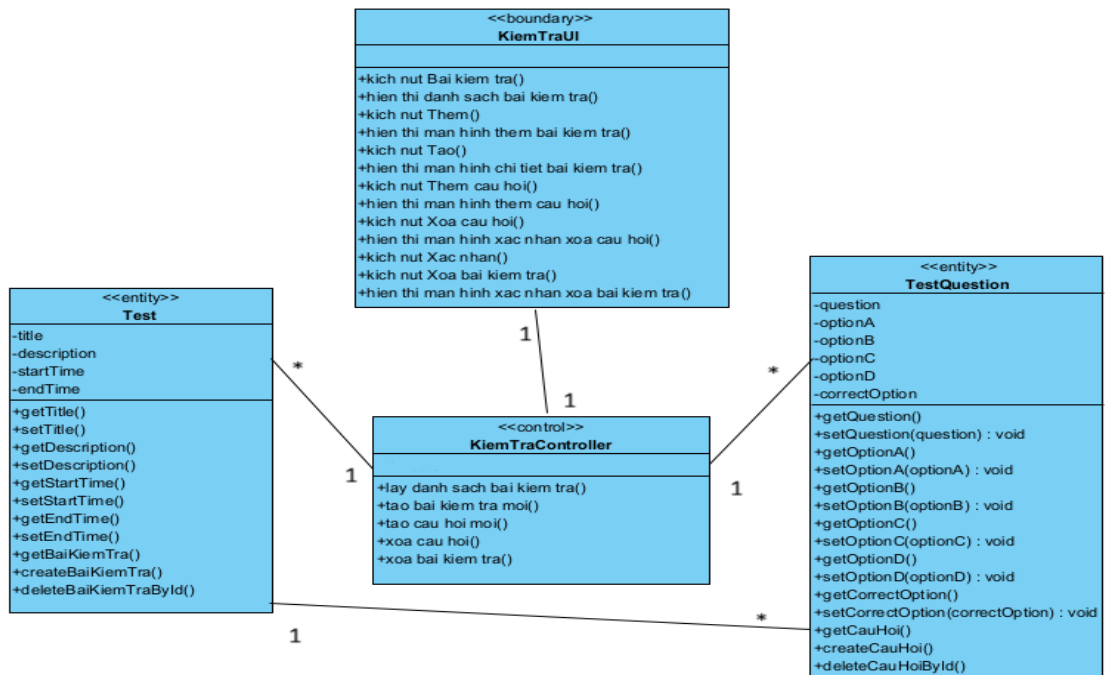 <<boundary>>
KiemTraUI
+kich nut Bai kiem tra()
+hien thi danh sach bai kiem tra()
+kich nut Them()
+hien thi man hinh them bai kiem tra()
+kich nut Tao()
+hien thi man hinh chi tiet bai kiem tra()
+kich nut Them cau hoi()
+hien thi man hinh them cau hoi()
+kich nut Xoa cau hoi()
+hien thi man hinh xac nhan xoa cau hoi()
+kich nut Xac nhan()
+kich nut Xoa bai kiem tra()
+hien thi man hinh xac nhan xoa bai kiem tra()
1
1
<<entity>>
Test
-title
-description
-startTime
-endTime
+getTitle()
+setTitle()
+getDescription()
+setDescription()
+getStartTime()
+setStartTime()
+getEndTime()
+setEndTime()
+getBaiKiemTra()
+createBaiKiemTra()
+deleteBaiKiemTraById()
*
1
<<control>>
KiemTraController
+lay danh sach bai kiem tra()
+tao bai kiem tra moi()
+tao cau hoi moi()
+xoa cau hoi()
+xoa bai kiem tra()
*
1
<<entity>>
TestQuestion
-question
-optionA
-optionB
-optionC
-optionD
-correctOption
+getQuestion()
+setQuestion(question) : void
+getOptionA()
+setOptionA(optionA) : void
+getOptionB()
+setOptionB(optionB) : void
+getOptionC()
+setOptionC(optionC) : void
+getOptionD()
+setOptionD(optionD) : void
+getCorrectOption()
+setCorrectOption(correctOption) : void
+getCauHoi()
+createCauHoi()
+deleteCauHoiById()
1
*